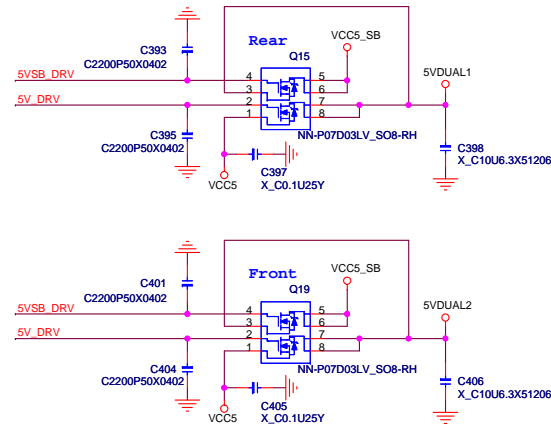 Rear
C393
C2200P50X0402
Q15
VCC5_SB
5VSB_DRV
4
5
3
6
5VDUAL1
5V_DRV
2
7
1
8
C395
C2200P50X0402
NN-P07D03LV_SO8-RH
C398
X_C10U6.3X51206
VCC5
C397
X_C0.1U25Y
Front
C401
C2200P50X0402
Q19
VCC5_SB
5VSB_DRV
4
5
3
6
5VDUAL2
5V_DRV
2
7
1
8
C404
C2200P50X0402
NN-P07D03LV_SO8-RH
C406
X_C10U6.3X51206
VCC5
C405
X_C0.1U25Y